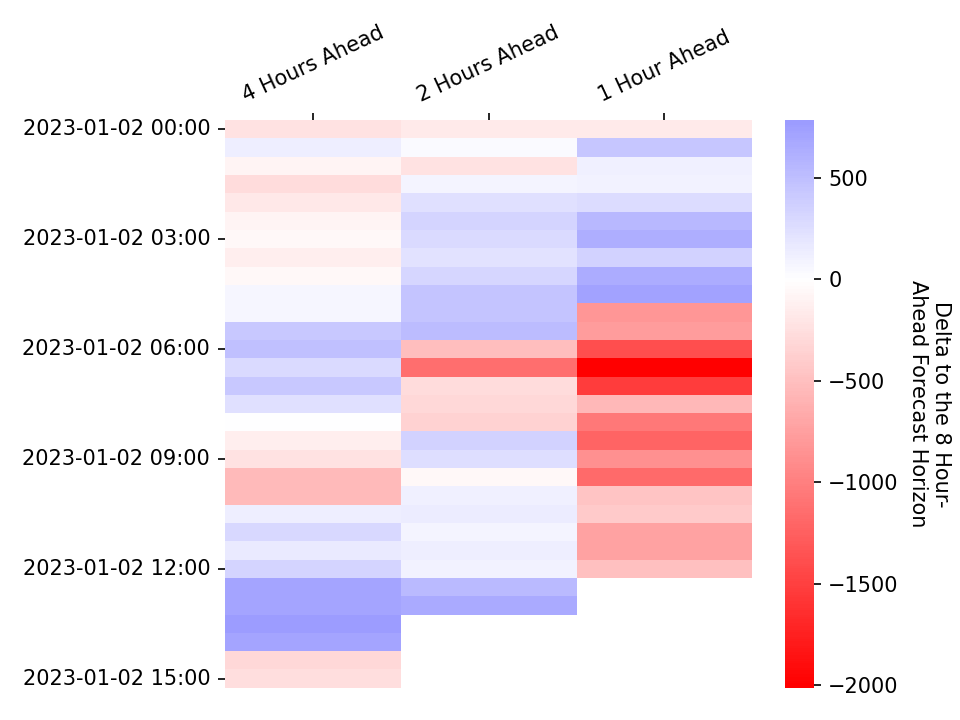 4 Hours Ahead
2 Hours Ahead
1 Hour Ahead
2023-01-02 00:00
2023-01-02 03:00
2023-01-02 06:00
2023-01-02 09:00
2023-01-02 12:00
2023-01-02 15:00
500
0
−500
−1000
−1500
−2000
Delta to the 8 Hour-
Ahead Forecast Horizon